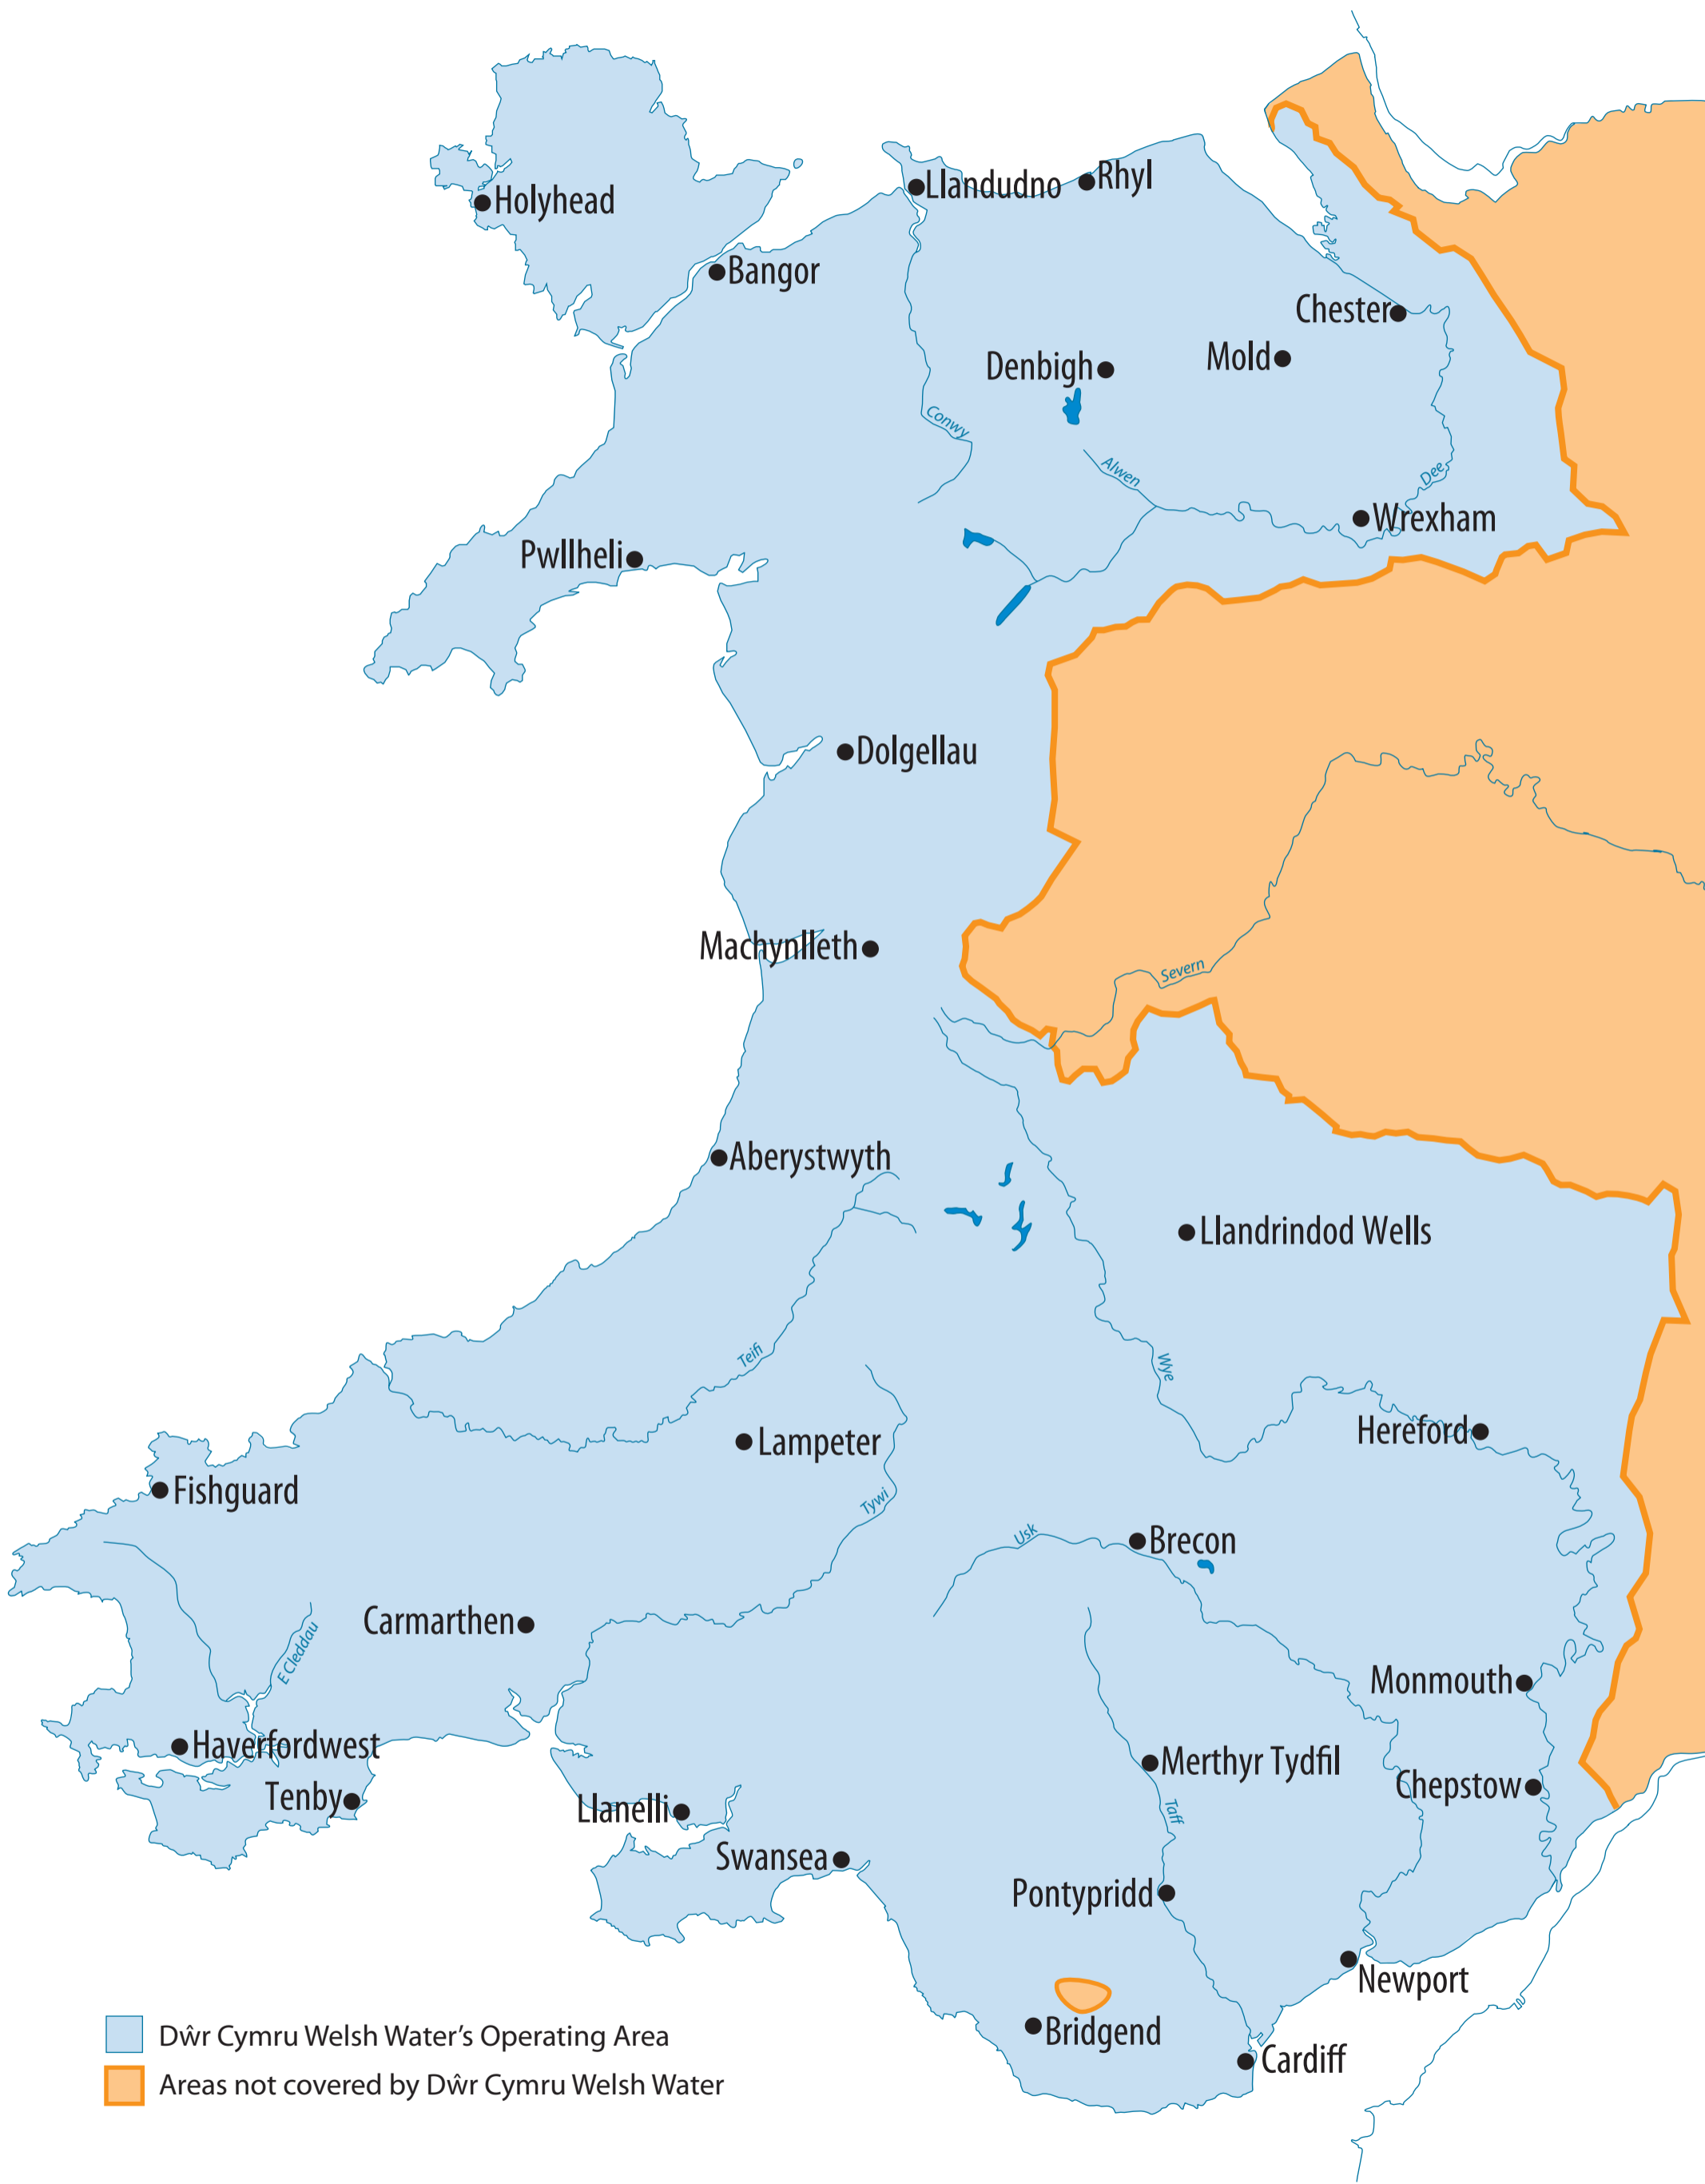 Holyhead
Llandudno
Rhyl
Bangor
Chester
Mold
Denbigh
Conwy
Alwen
Dee
Wrexham
Pwllheli
Dolgellau
Machynlleth
Severn
Aberystwyth
Llandrindod Wells
Teifi
Wye
Hereford
Lampeter
Fishguard
Tywi
Usk
Brecon
Carmarthen
E Cleddau
Monmouth
Haverfordwest
Merthyr Tydfil
Chepstow
Tenby
Llanelli
Taff
Swansea
Pontypridd
Newport
Bridgend
Cardiff
Dŵr Cymru Welsh Water’s Operating Area
Areas not covered by Dŵr Cymru Welsh Water